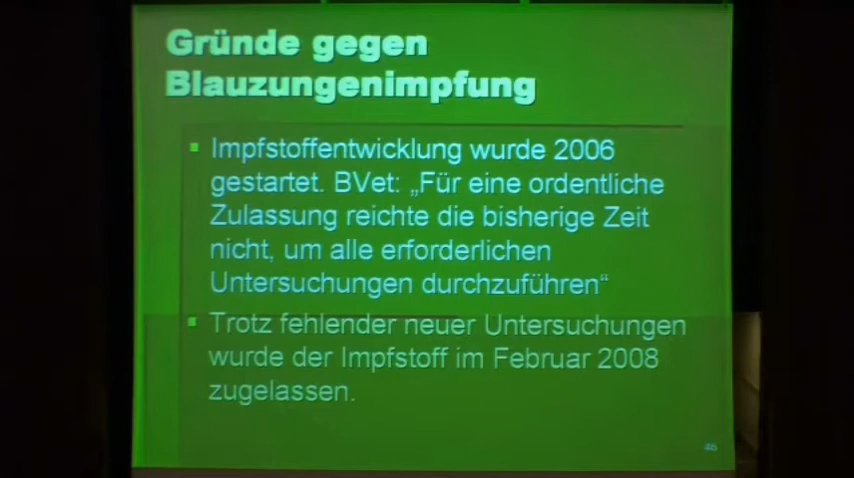 Gründe gegen
Blauzungenimpfung
Impfstoffentwicklung wurde 2006
gestartet. BVet: „Für eine ordentliche
Zulassung reichte die bisherige Zeit
nicht, um alle erforderlichen
Untersuchungen durchzuführen“
Trotz fehlender neuer Untersuchungen
wurde der Impfstoff im Februar 2008
zugelassen.
46